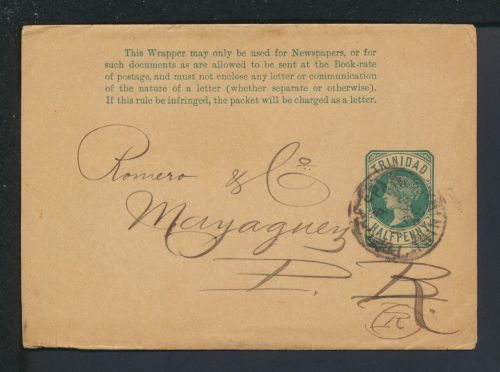 This Wrapper may only be used for Newspapers, or for
such documents as are allowed to be sent at the Book-rate
of postage, and must not enclose any letter or communication
of the nature of a letter (whether separate or otherwise).
If this rule be infringed, the packet will be charged as a letter.
Romero & Co
Mayaguez
P. R.
R
TRINIDAD
HALFPENNY